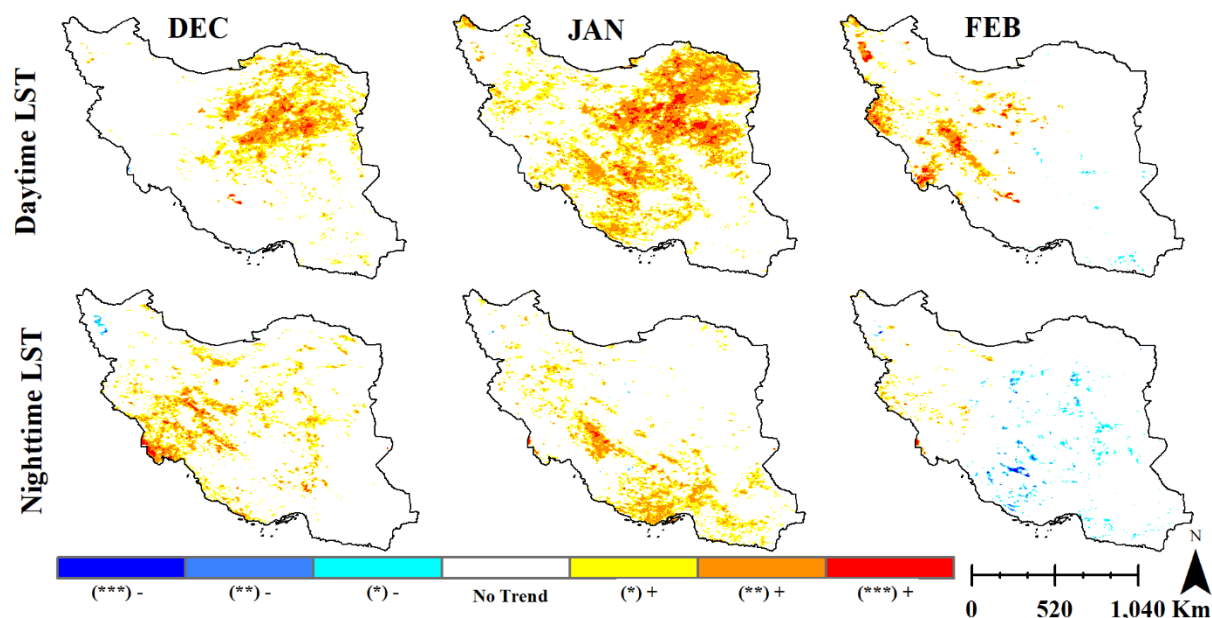 DEC
JAN
FEB
Daytime LST
Nighttime LST
N
(***) -
(**) -
(*) -
No Trend
(*) +
(**) +
(***) +
0
520
1,040 Km